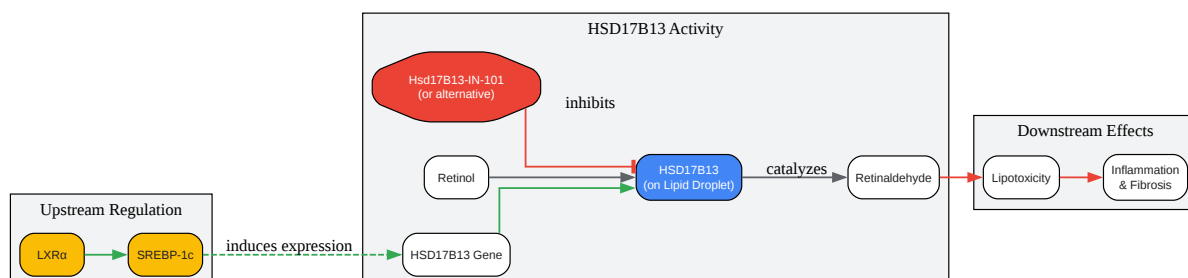 HSD17B13 Activity
Hsd17B13-IN-101
(or alternative)
inhibits
Downstream Effects
Retinol
HSD17B13
(on Lipid Droplet)
catalyzes
Retinaldehyde
Lipotoxicity
Inflammation
& Fibrosis
Upstream Regulation
LXRα
SREBP-1c
induces expression
HSD17B13 Gene